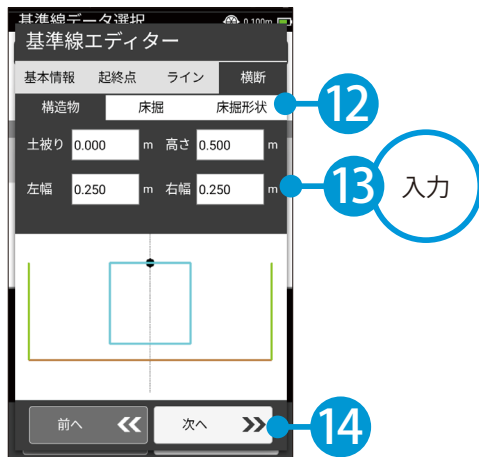 基準線データ選択 0.100m
基準線エディター
基本情報 起終点 ライン 横断
構造物 床掘 床掘形状
12
土被り 0.000 m 高さ 0.500 m
左幅 0.250 m 右幅 0.250 m
13 入力
前へ 次へ
14